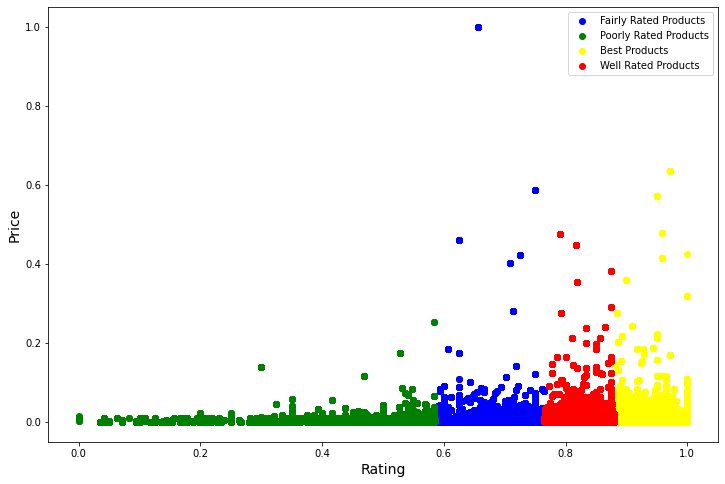 1.0
0.8
0.6
0.4
0.2
0.0
Price
0.0 0.2 0.4 0.6 0.8 1.0
Rating
Fairly Rated Products
Poorly Rated Products
Best Products
Well Rated Products